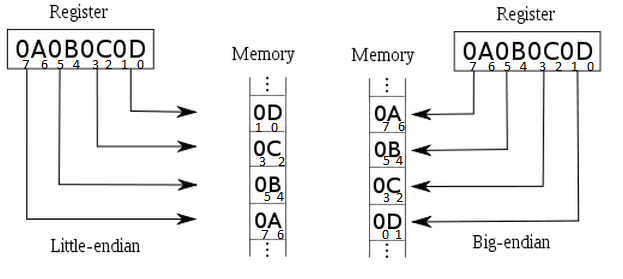 Register
0A0B0C0D
7 6 5 4 3 2 1 0
Memory
⋮
0D
1 0
0C
3 2
0B
5 4
0A
7 6
⋮
Little-endian
Register
0A0B0C0D
7 6 5 4 3 2 1 0
Memory
⋮
0A
7 6
0B
5 4
0C
3 2
0D
0 1
⋮
Big-endian